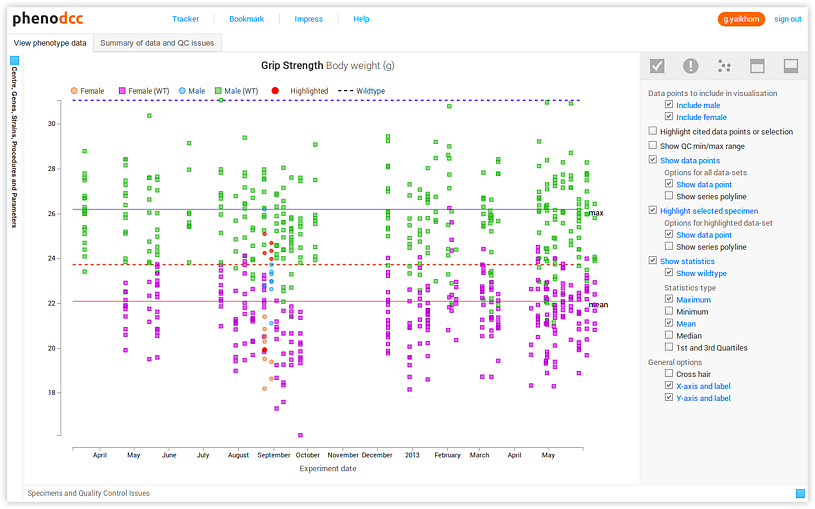 phenodcc
Tracker
Bookmark
Impress
Help
g.yaikhom
sign out
View phenotype data
Summary of data and QC issues
Centre, Genes, Strains, Procedures and Parameters
Grip Strength Body weight (g)
Female
Female (WT)
Male
Male (WT)
Highlighted
Wildtype
30
28
26
24
22
20
18
max
mean
April
May
June
July
August
September
October
November
December
2013
February
March
April
May
Experiment date
Data points to include in visualisation
Include male
Include female
Highlight cited data points or selection
Show QC min/max range
Show data points
Options for all data-sets
Show data point
Show series polyline
Highlight selected specimen
Options for highlighted data-set
Show data point
Show series polyline
Show statistics
Show wildtype
Statistics type
Maximum
Minimum
Mean
Median
1st and 3rd Quartiles
General options
Cross hair
X-axis and label
Y-axis and label
Specimens and Quality Control Issues